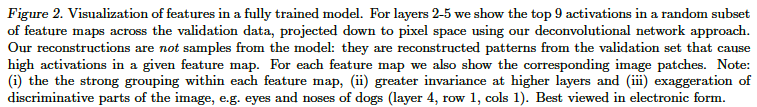 Figure 2. Visualization of features in a fully trained model. For layers 2-5 we show the top 9 activations in a random subset
of feature maps across the validation data, projected down to pixel space using our deconvolutional network approach.
Our reconstructions are not samples from the model: they are reconstructed patterns from the validation set that cause
high activations in a given feature map. For each feature map we also show the corresponding image patches. Note:
(i) the the strong grouping within each feature map, (ii) greater invariance at higher layers and (iii) exaggeration of
discriminative parts of the image, e.g. eyes and noses of dogs (layer 4, row 1, cols 1). Best viewed in electronic form.